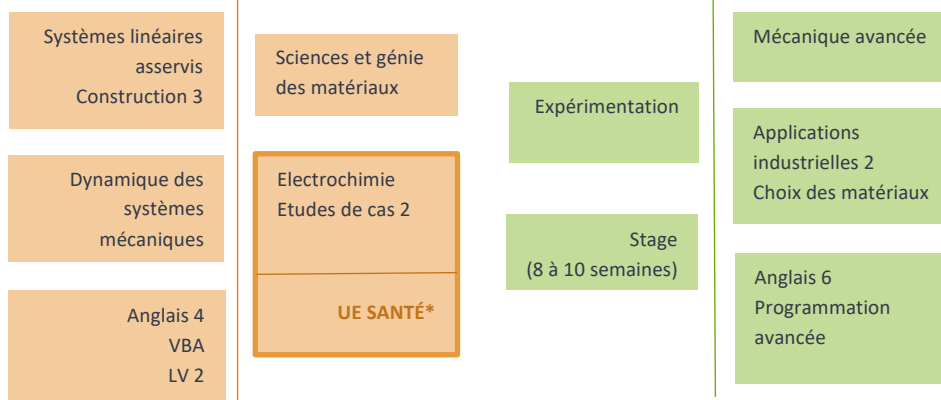 Systèmes linéaires
asservis
Construction 3
Dynamique des
systèmes
mécaniques
Anglais 4
VBA
LV 2
Sciences et génie
des matériaux
Electrochimie
Etudes de cas 2
UE SANTÉ*
Expérimentation
Stage
(8 à 10 semaines)
Mécanique avancée
Applications
industrielles 2
Choix des matériaux
Anglais 6
Programmation
avancée